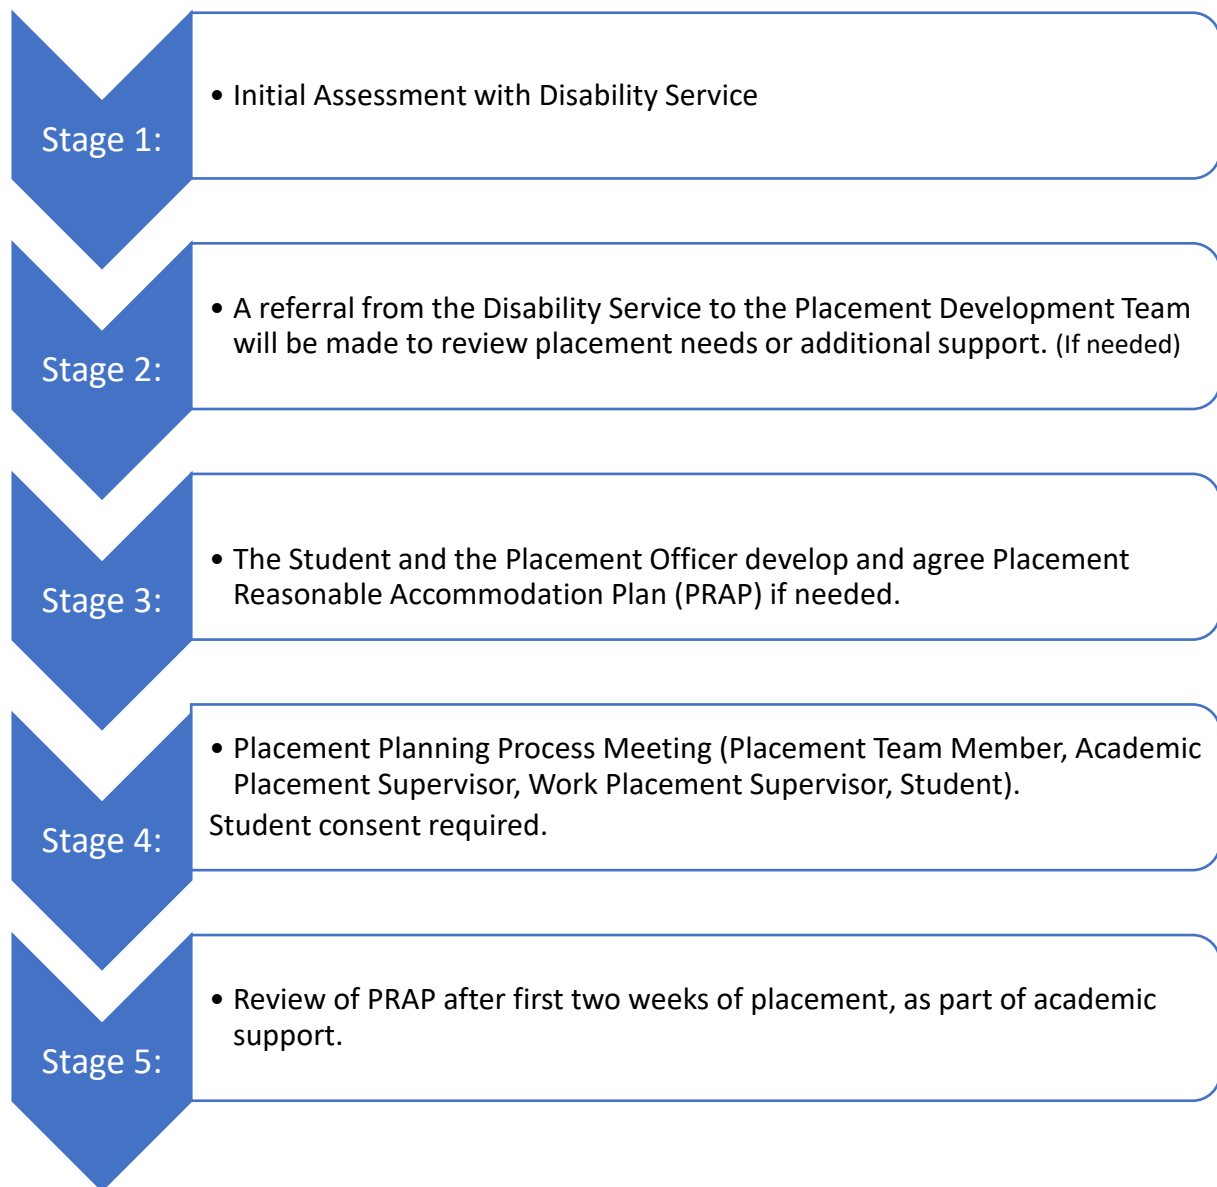 Stage 1:
• Initial Assessment with Disability Service
Stage 2:
• A referral from the Disability Service to the Placement Development Team
will be made to review placement needs or additional support. (If needed)
Stage 3:
• The Student and the Placement Officer develop and agree Placement
Reasonable Accommodation Plan (PRAP) if needed.
Stage 4:
• Placement Planning Process Meeting (Placement Team Member, Academic
Placement Supervisor, Work Placement Supervisor, Student).
Student consent required.
Stage 5:
• Review of PRAP after first two weeks of placement, as part of academic
support.